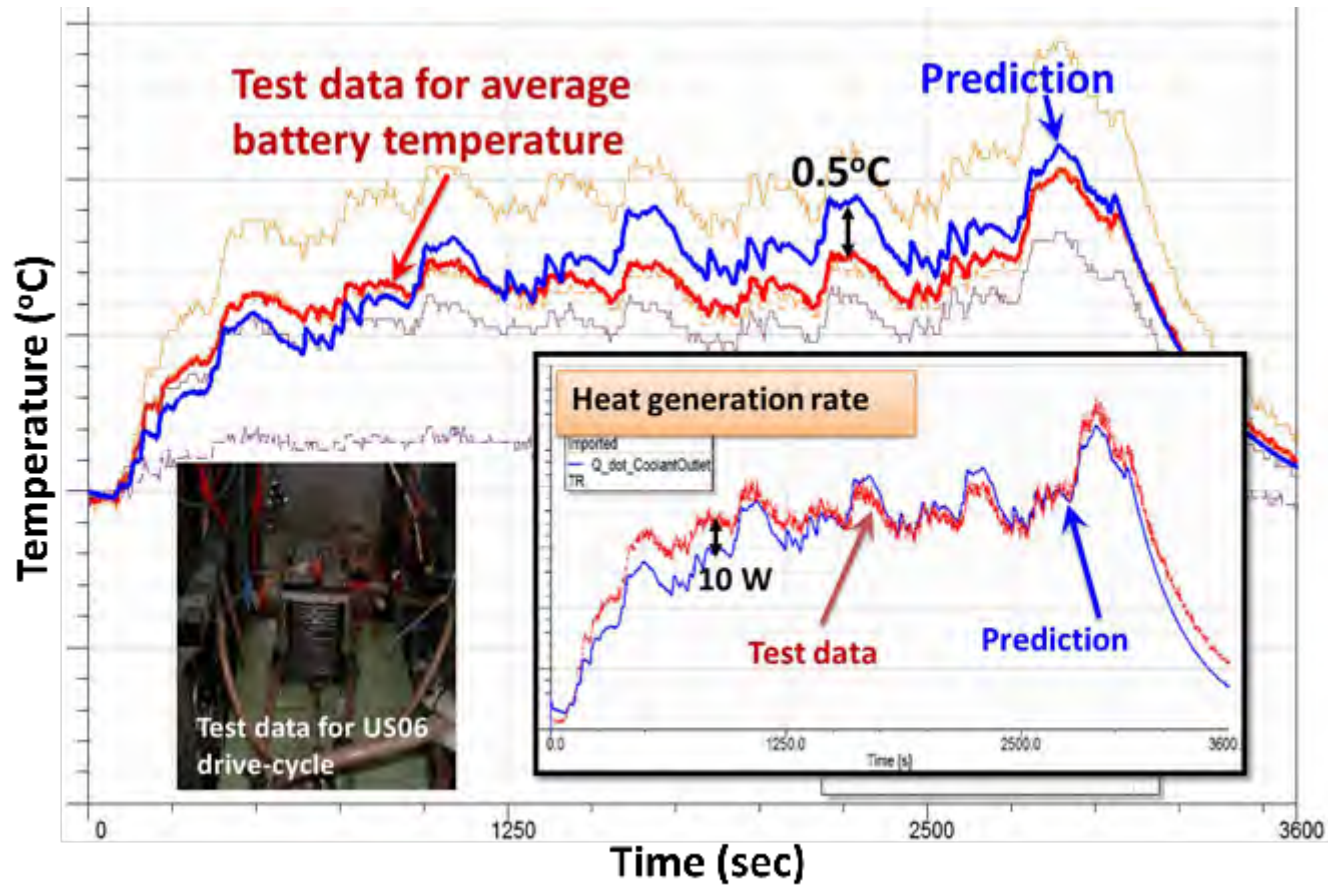 Test data for average
battery temperature
Prediction
0.5°C
Temperature (°C)
Heat generation rate
Imported
Q_dot_CoolantOutlet
TR
10 W
Test data
Prediction
0.0
1250.0
2500.0
3600.
Time [s]
Test data for US06
drive-cycle
0
1250
2500
3600
Time (sec)